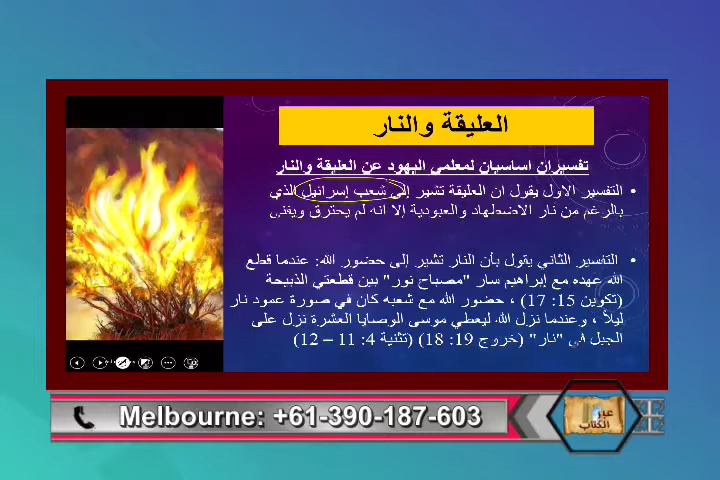 العليقة والنار
تفسيران اساسيان لمعلمي اليهود عن العليقة والنار
• التفسير الاول يقول ان العليقة تشير إلى شعب إسرائيل الذي
بالرغم من نار الاضطهاد والعبودية إلا انه لم يحترق ويفنى
• التفسير الثاني يقول بأن النار تشير إلى حضور الله: عندما قطع
الله عهده مع إبراهيم سار "مصباح نور" بين قطعتي الذبيحة
(تكوين 15: 17) ، حضور الله مع شعبه كان في صورة عمود نار
ليلاً ، وعندما نزل الله ليعطي موسى الوصايا العشرة نزل على
الجبل في "نار" (خروج 19: 18) (تثنية 4: 11 – 12)
Melbourne: +61-390-187-603
عبر
الكتاب